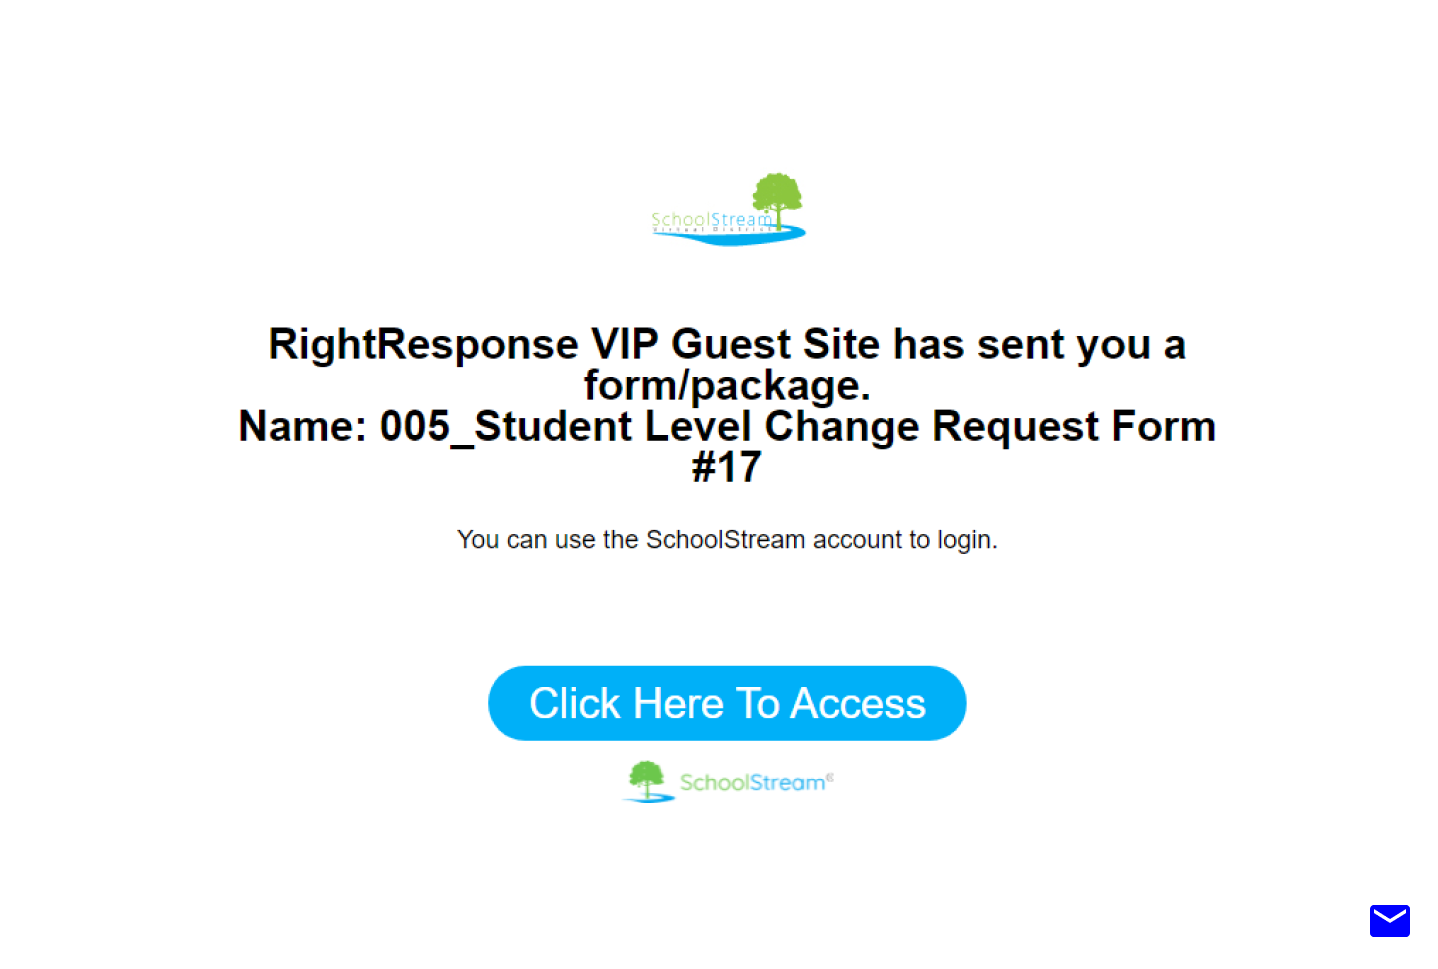 SchoolStream
Virtual District
RightResponse VIP Guest Site has sent you a
form/package.
Name: 005_Student Level Change Request Form
#17
You can use the SchoolStream account to login.
Click Here To Access
SchoolStream